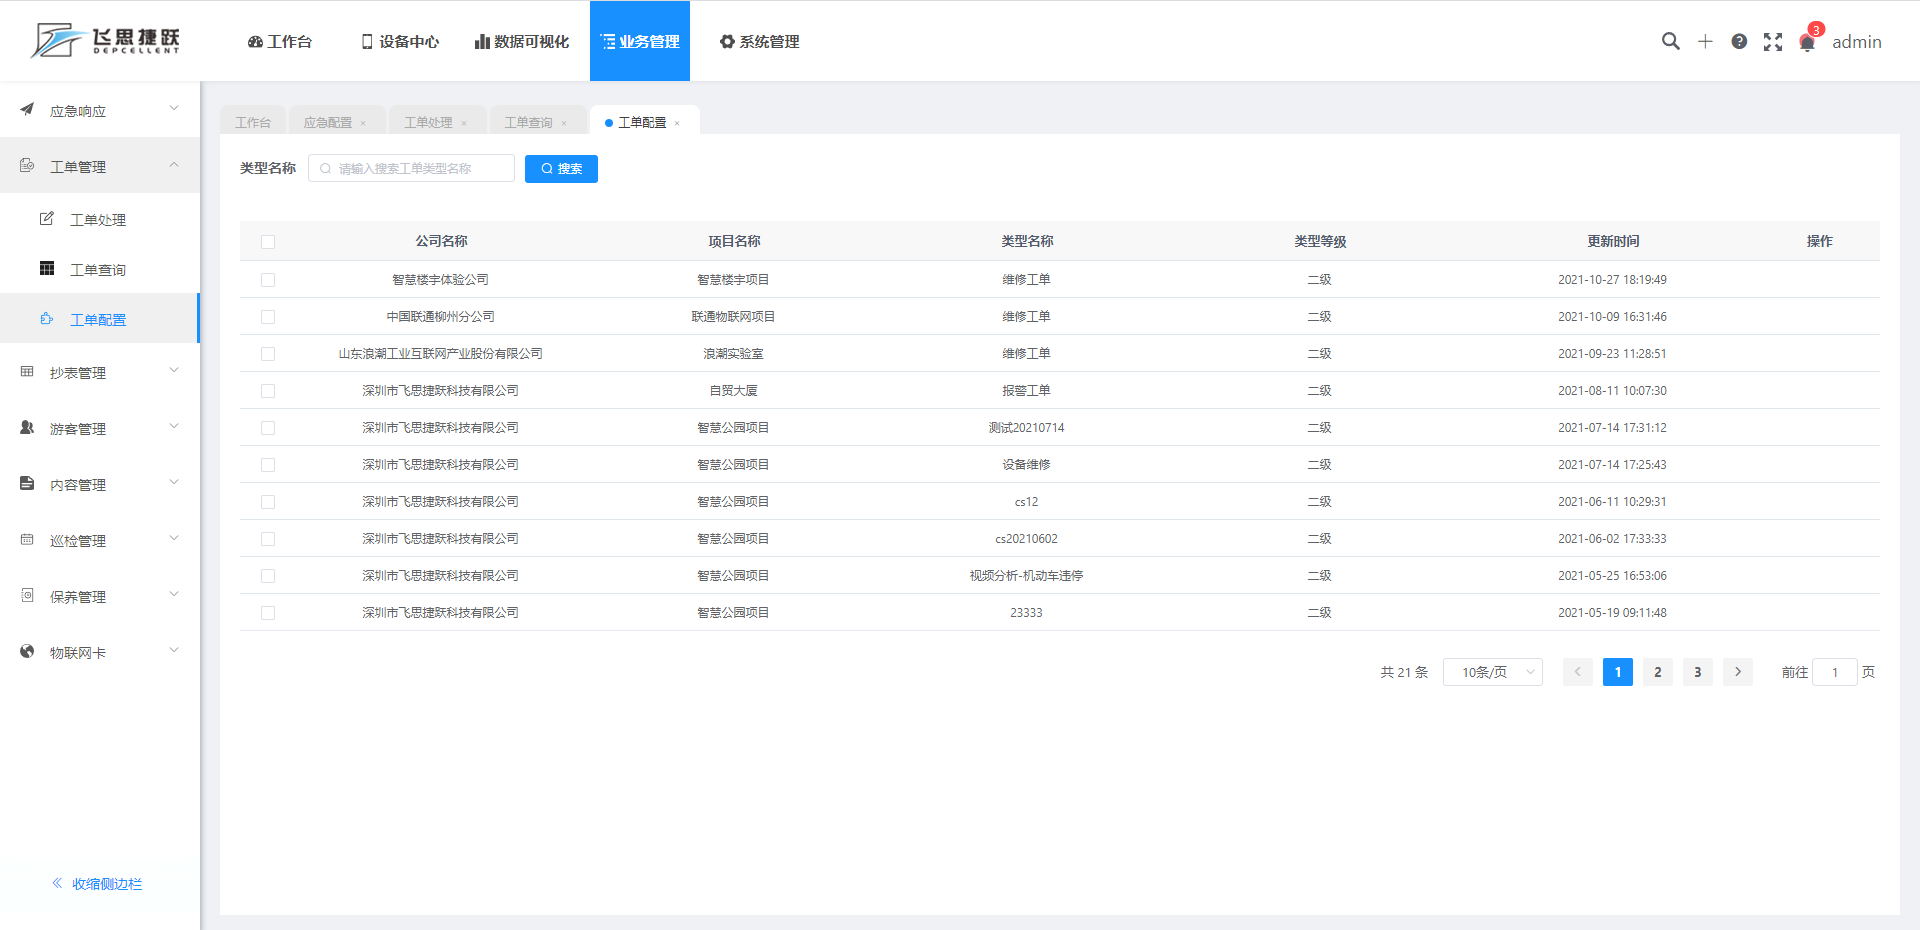 飞思捷跃
DEPCELLENT
工作台 设备中心 数据可视化 业务管理 系统管理 3 admin
应急响应
工单管理
工单处理
工单查询
工单配置
抄表管理
游客管理
内容管理
巡检管理
保养管理
物联网卡
收缩侧边栏
工作台 应急配置 × 工单处理 × 工单查询 × 工单配置 ×
类型名称 请输入搜索工单类型名称 搜索
公司名称 项目名称 类型名称 类型等级 更新时间 操作
智慧楼宇体验公司 智慧楼宇项目 维修工单 二级 2021-10-27 18:19:49
中国联通柳州分公司 联通物联网项目 维修工单 二级 2021-10-09 16:31:46
山东浪潮工业互联网产业股份有限公司 浪潮实验室 维修工单 二级 2021-09-23 11:28:51
深圳市飞思捷跃科技有限公司 自贸大厦 报警工单 二级 2021-08-11 10:07:30
深圳市飞思捷跃科技有限公司 智慧公园项目 测试20210714 二级 2021-07-14 17:31:12
深圳市飞思捷跃科技有限公司 智慧公园项目 设备维修 二级 2021-07-14 17:25:43
深圳市飞思捷跃科技有限公司 智慧公园项目 cs12 二级 2021-06-11 10:29:31
深圳市飞思捷跃科技有限公司 智慧公园项目 cs20210602 二级 2021-06-02 17:33:33
深圳市飞思捷跃科技有限公司 智慧公园项目 视频分析-机动车违停 二级 2021-05-25 16:53:06
深圳市飞思捷跃科技有限公司 智慧公园项目 23333 二级 2021-05-19 09:11:48
共 21 条 10条/页 1 2 3 前往 1 页